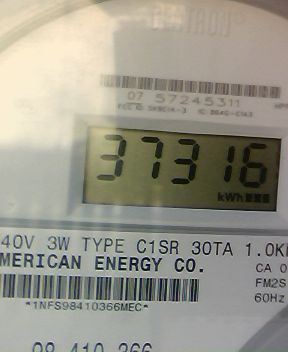 CENTRON®
07 57245311
37316
kWh
40V 3W TYPE C1SR 30TA 1.0K
MERICAN ENERGY CO.
CA 0
FM2S
60Hz
*1NFS98410366MEC*
98 410 366